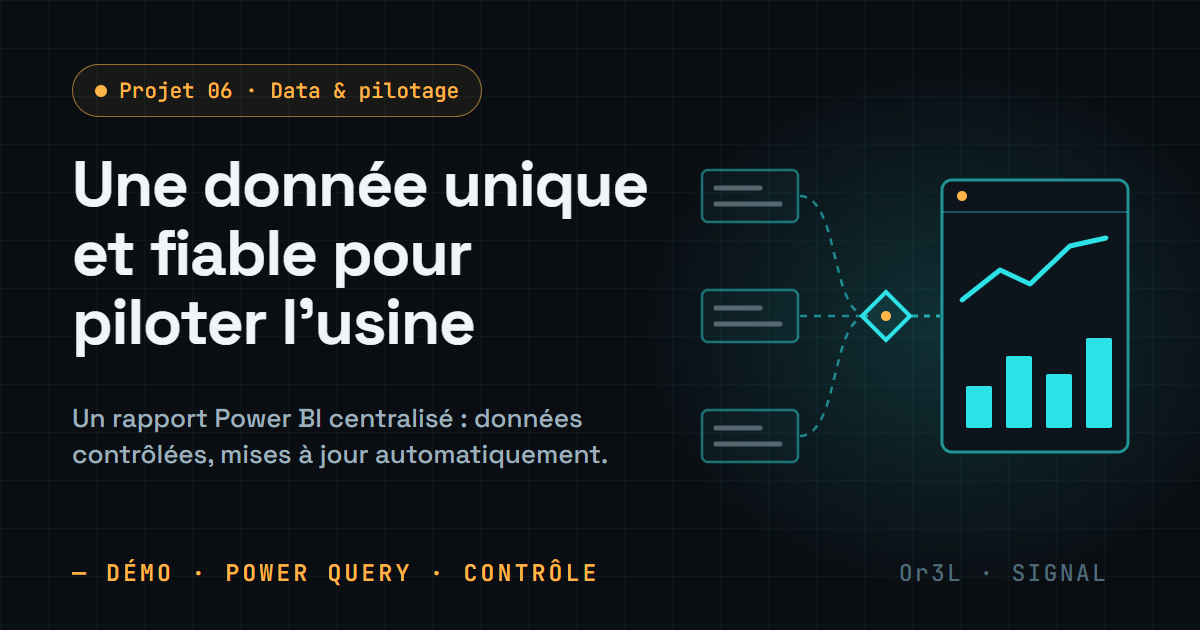 Projet 06 · Data & pilotage
Une donnée unique
et fiable pour
piloter l’usine
Un rapport Power BI centralisé : données
contrôlées, mises à jour automatiquement.
— DÉMO · POWER QUERY · CONTRÔLE
Or3L · SIGNAL